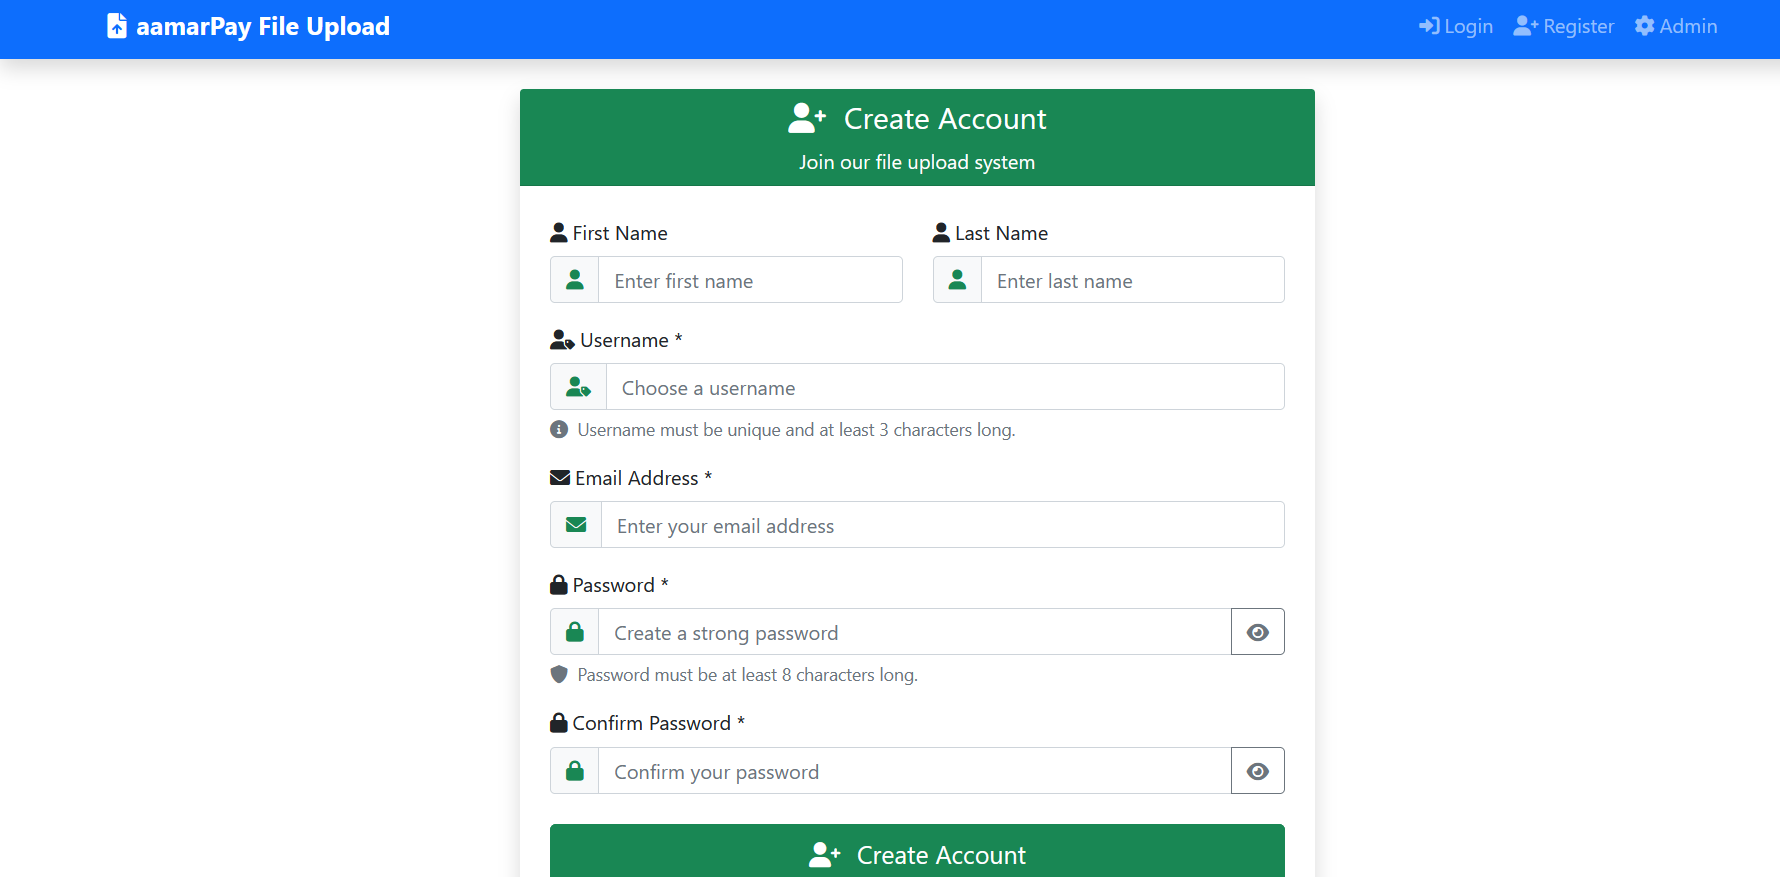 aamarPay File Upload
Login Register Admin
Create Account
Join our file upload system
First Name
Enter first name
Last Name
Enter last name
Username *
Choose a username
Username must be unique and at least 3 characters long.
Email Address *
Enter your email address
Password *
Create a strong password
Password must be at least 8 characters long.
Confirm Password *
Confirm your password
Create Account